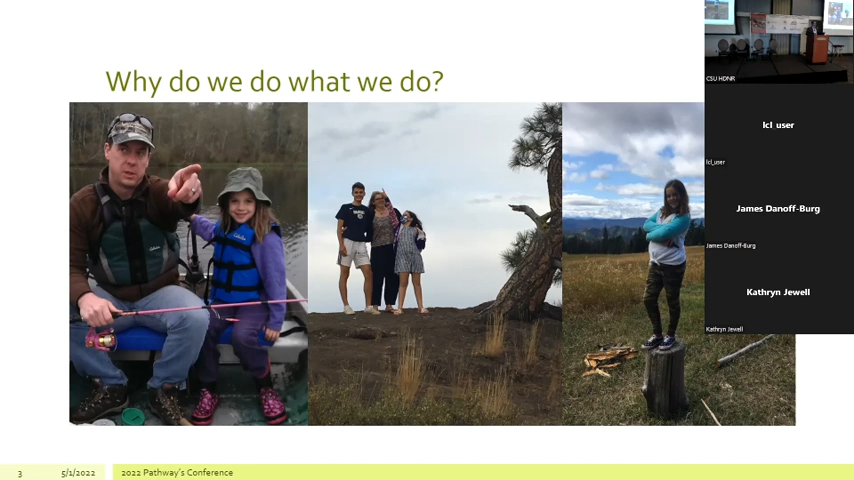 Why do we do what we do?
CSU HDNR
lcl_user
lcl_user
James Danoff-Burg
James Danoff-Burg
Kathryn Jewell
Kathryn Jewell
3 5/1/2022 2022 Pathway's Conference